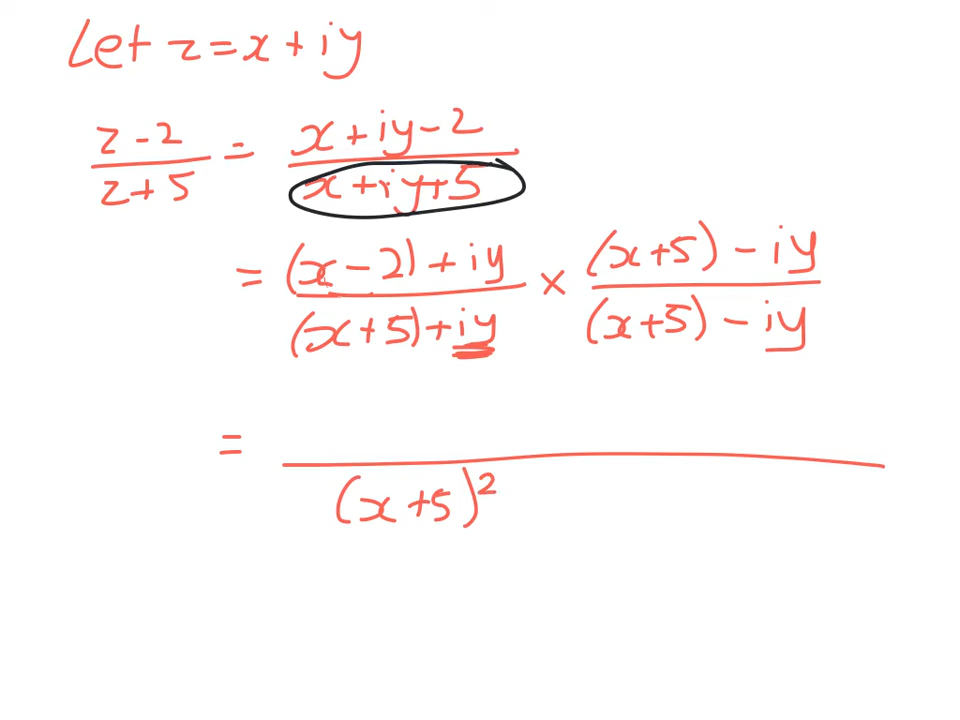 Let z = x + iy
z - 2 / z + 5 = x + iy - 2 / x + iy + 5
= (x - 2) + iy / (x + 5) + iy × (x + 5) - iy / (x + 5) - iy
= / (x + 5)²